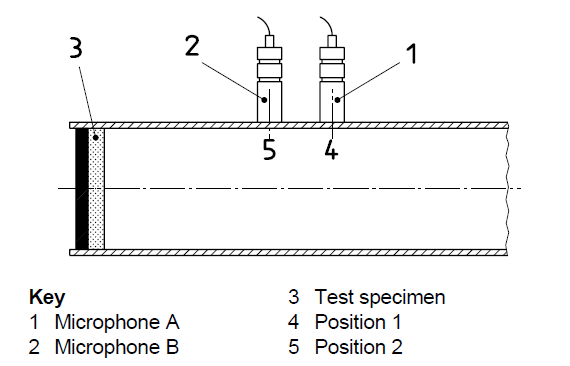 3
2
1
5
4
Key
1 Microphone A
2 Microphone B
3 Test specimen
4 Position 1
5 Position 2